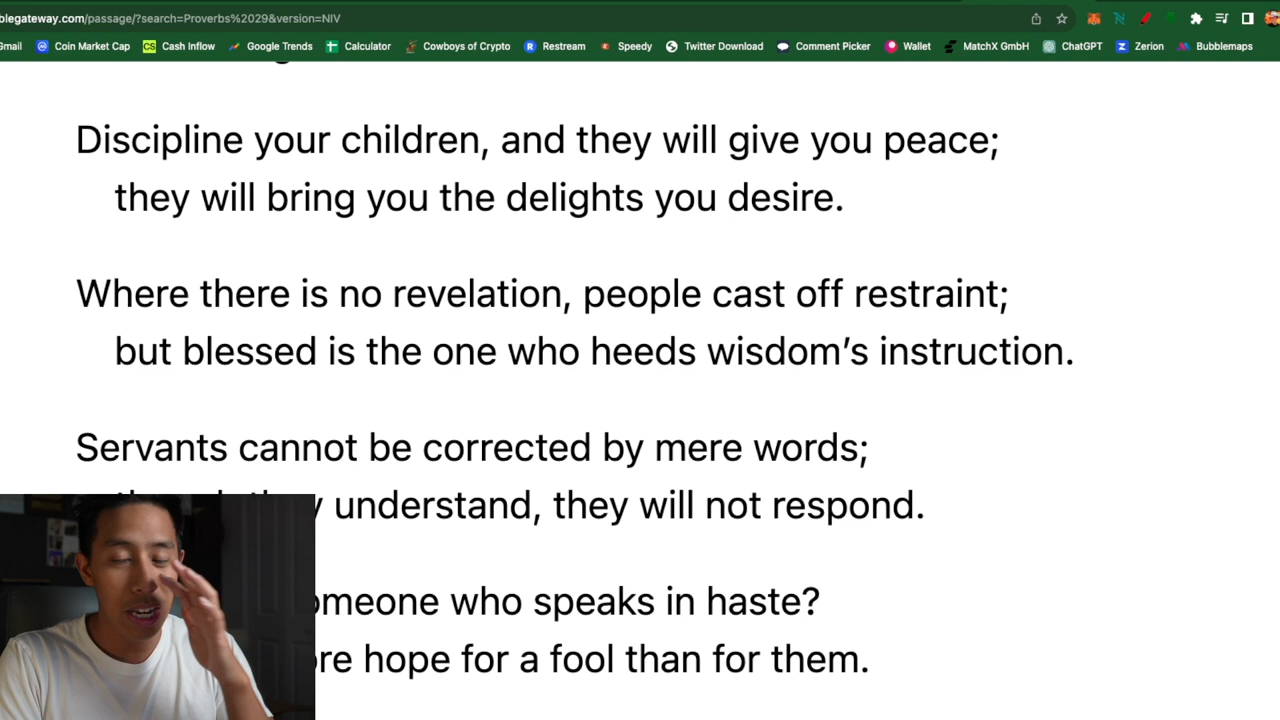 blegateway.com/passage/?search=Proverbs%2029&version=NIV
Gmail Coin Market Cap CS Cash Inflow Google Trends Calculator Cowboys of Crypto R Restream Speedy Twitter Download Comment Picker Wallet MatchX GmbH ChatGPT Z Zerion Bubblemaps
Discipline your children, and they will give you peace;
they will bring you the delights you desire.
Where there is no revelation, people cast off restraint;
but blessed is the one who heeds wisdom’s instruction.
Servants cannot be corrected by mere words;
understand, they will not respond.
omeone who speaks in haste?
ore hope for a fool than for them.